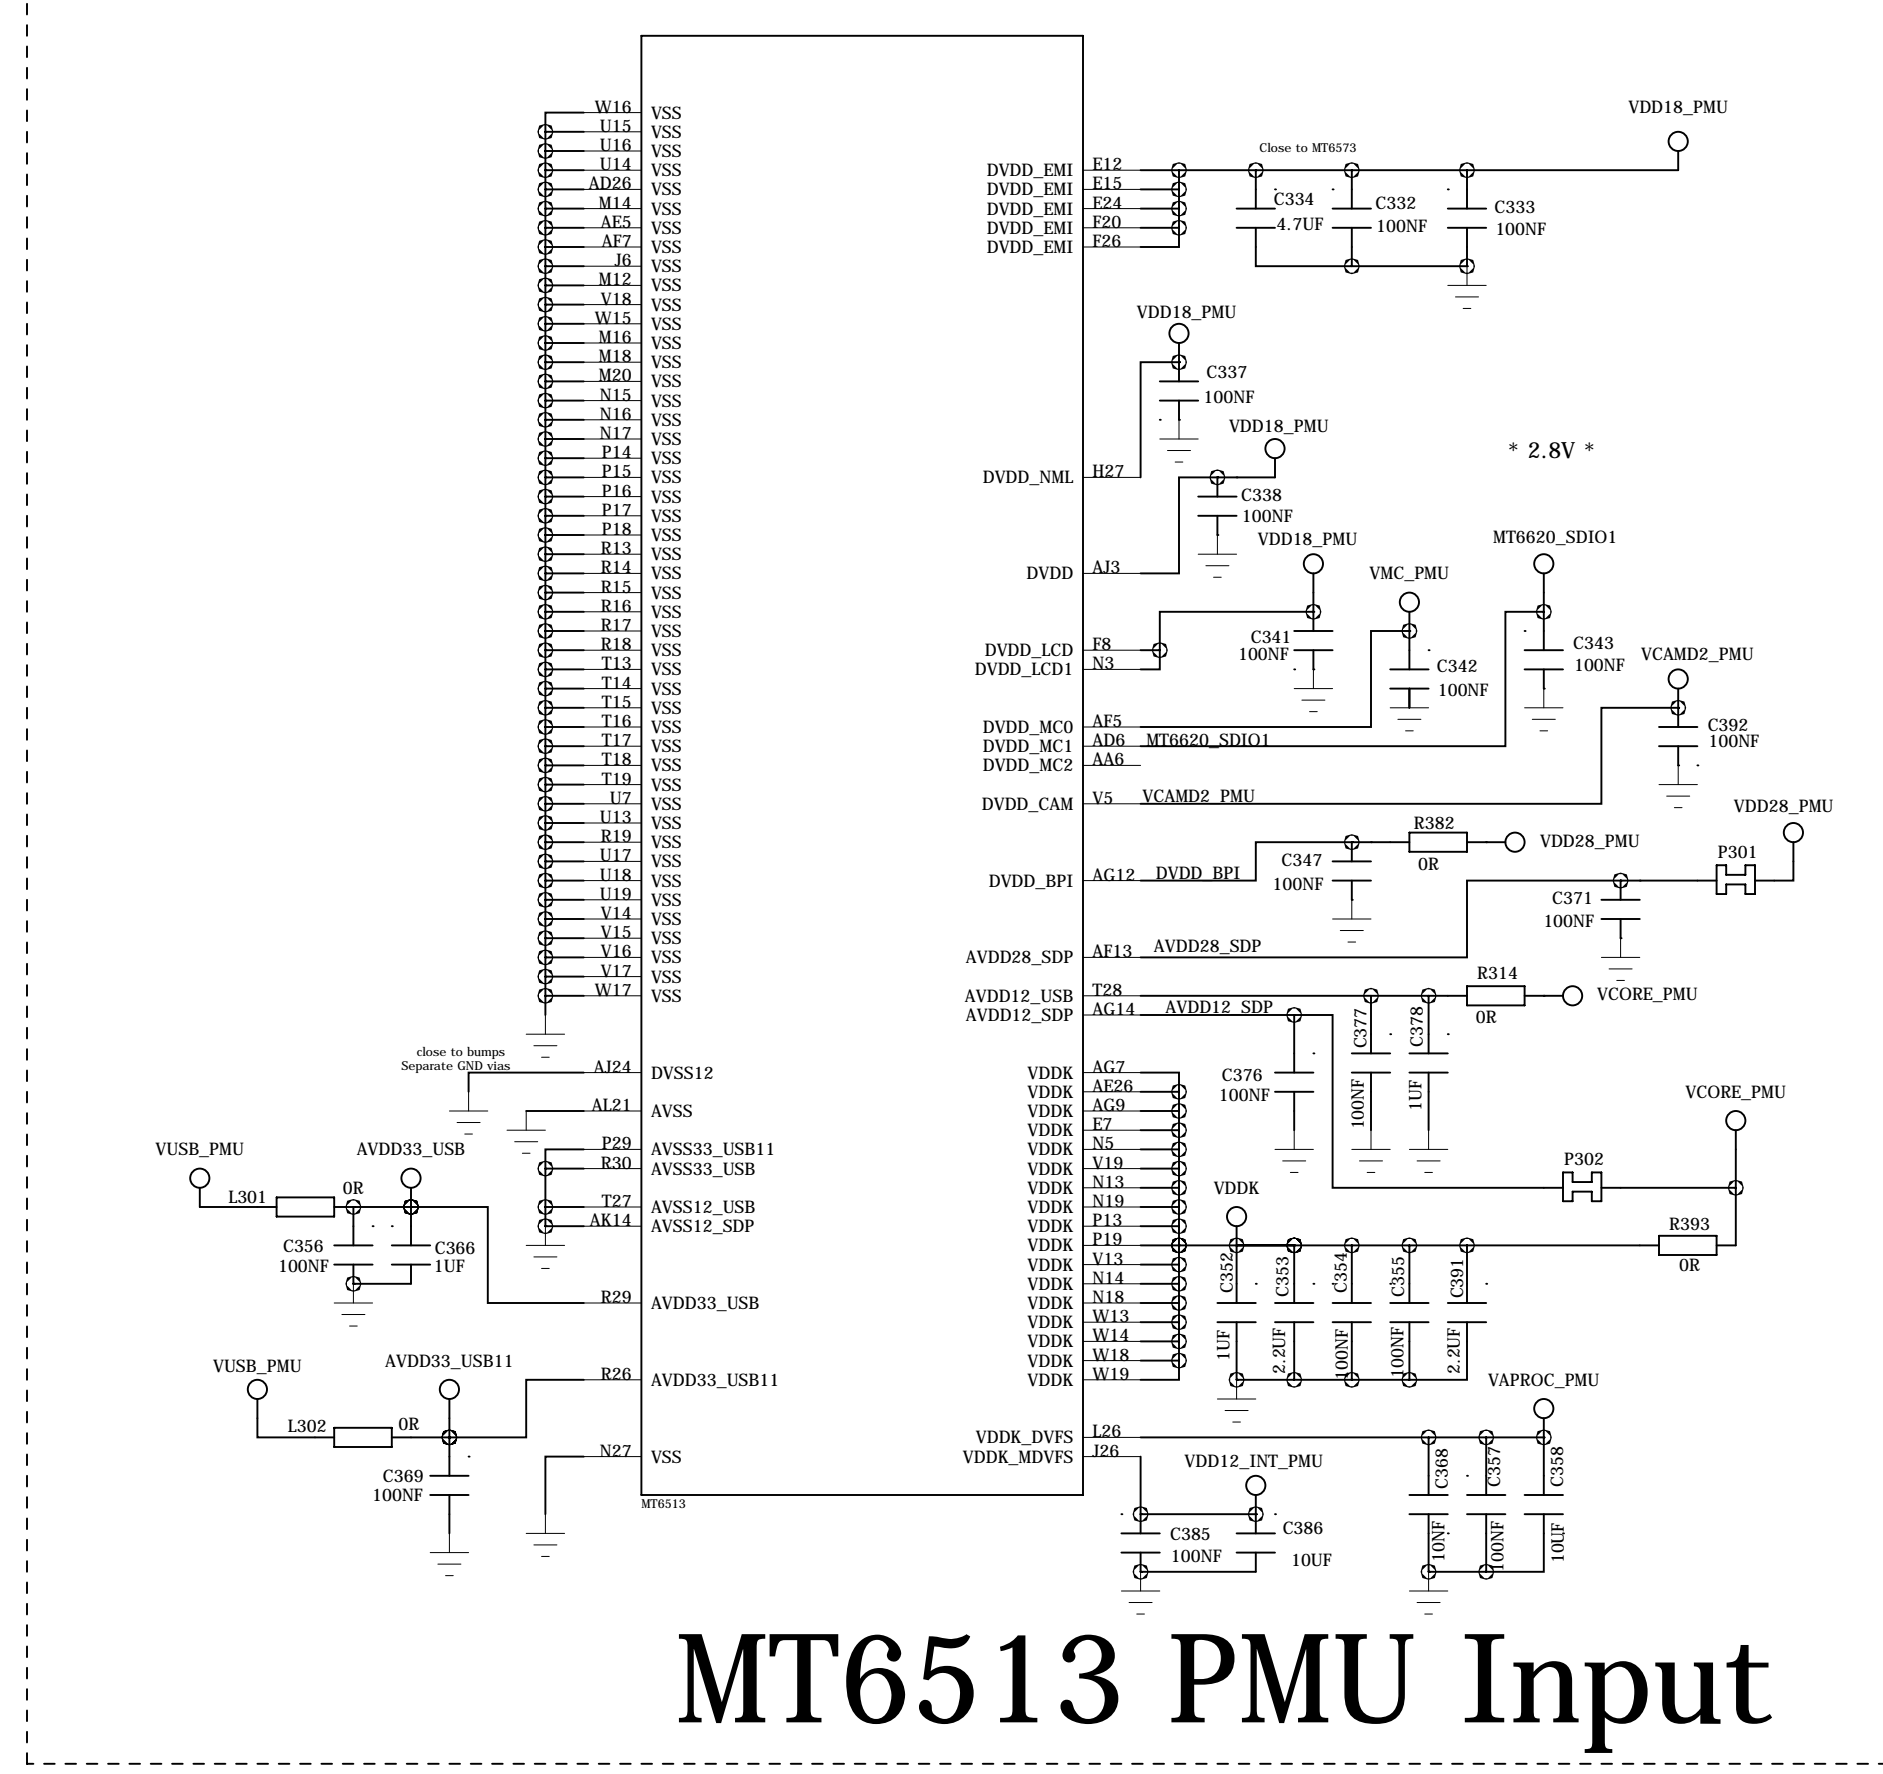 W16 VSS
U15 VSS
U16 VSS
U14 VSS
AD26 VSS
M14 VSS
AE5 VSS
AF7 VSS
J6 VSS
M12 VSS
V18 VSS
W15 VSS
M16 VSS
M18 VSS
M20 VSS
N15 VSS
N16 VSS
N17 VSS
P14 VSS
P15 VSS
P16 VSS
P17 VSS
P18 VSS
R13 VSS
R14 VSS
R15 VSS
R16 VSS
R17 VSS
R18 VSS
T13 VSS
T14 VSS
T15 VSS
T16 VSS
T17 VSS
T18 VSS
T19 VSS
U7 VSS
U13 VSS
R19 VSS
U17 VSS
U18 VSS
U19 VSS
V14 VSS
V15 VSS
V16 VSS
V17 VSS
W17 VSS
close to bumps
Separate GND vias
AJ24 DVSS12
AL21 AVSS
P29 AVSS33_USB11
R30 AVSS33_USB
T27 AVSS12_USB
AK14 AVSS12_SDP
VUSB_PMU
AVDD33_USB
L301
0R
C356
100NF
C366
1UF
R29 AVDD33_USB
VUSB_PMU
AVDD33_USB11
R26 AVDD33_USB11
L302
0R
C369
100NF
N27 VSS
MT6513
VDD18_PMU
Close to MT6573
DVDD_EMI E12
DVDD_EMI E15
DVDD_EMI E24
DVDD_EMI F20
DVDD_EMI F26
C334
4.7UF
C332
100NF
C333
100NF
VDD18_PMU
C337
100NF
DVDD_NML H27
VDD18_PMU
C338
100NF
DVDD AJ3
* 2.8V *
VDD18_PMU
C341
100NF
DVDD_LCD F8
DVDD_LCD1 N3
VMC_PMU
C342
100NF
MT6620_SDIO1
C343
100NF
VCAMD2_PMU
C392
100NF
DVDD_MC0 AF5
DVDD_MC1 AD6 MT6620_SDIO1
DVDD_MC2 AA6
DVDD_CAM V5 VCAMD2_PMU
VDD28_PMU
R382
0R
VDD28_PMU
C347
100NF
DVDD_BPI AG12 DVDD_BPI
P301
C371
100NF
AVDD28_SDP AF13 AVDD28_SDP
R314
0R
VCORE_PMU
AVDD12_USB T28
AVDD12_SDP AG14 AVDD12_SDP
C377
100NF
C378
1UF
C376
100NF
VDDK AG7
VDDK AE26
VDDK AG9
VDDK E7
VDDK N5
VDDK V19
VDDK N13
VDDK N19
VDDK P13
VDDK P19
VDDK V13
VDDK N14
VDDK N18
VDDK W13
VDDK W14
VDDK W18
VDDK W19
VCORE_PMU
P302
VDDK
R393
0R
C352
1UF
C353
2.2UF
C354
100NF
C355
100NF
C391
2.2UF
VAPROC_PMU
VDDK_DVFS L26
VDDK_MDVFS J26
VDD12_INT_PMU
C368
10NF
C357
100NF
C358
10UF
C385
100NF
C386
10UF
MT6513 PMU Input